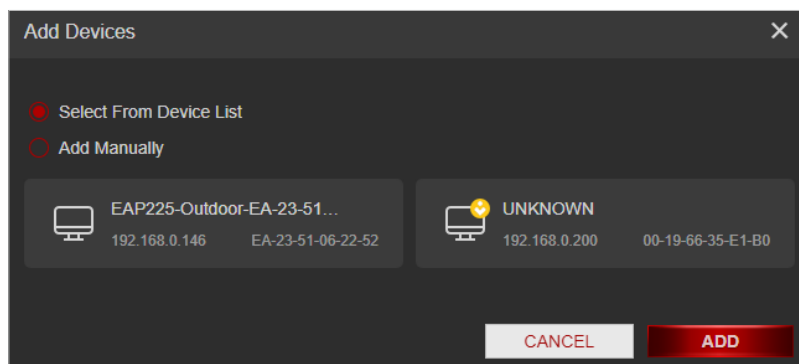 Add Devices
Select From Device List
Add Manually
EAP225-Outdoor-EA-23-51...
192.168.0.146 EA-23-51-06-22-52
UNKNOWN
192.168.0.200 00-19-66-35-E1-B0
CANCEL ADD